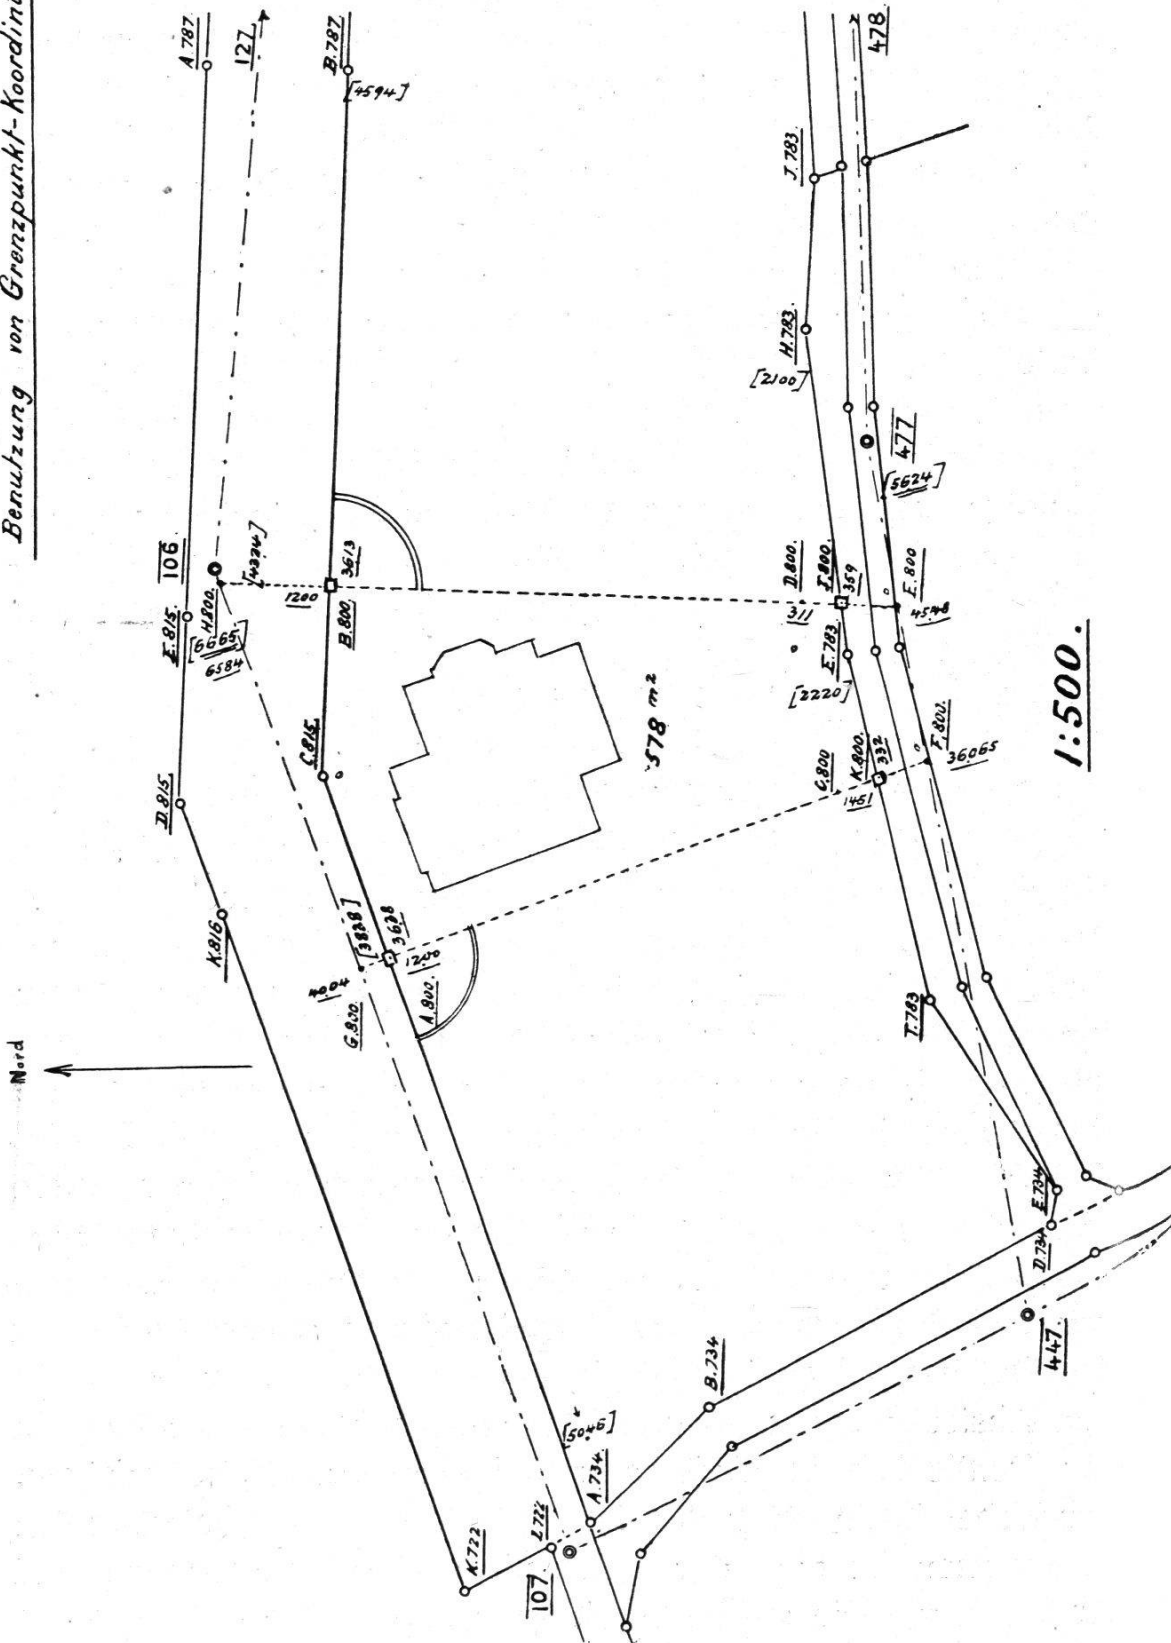 Benutzung von Grenzpunkt-Koordin
Nord
A.787
127
B.787
[4594]
J.783.
478
H.783.
[2100]
477
[5624]
106
E.815.
H.800.
[6665]
6584
[4324]
1200
3613
B.800.
D.800.
311
F.800.
359
E.783
[2220]
E.800
4548
D.815
C.815
578 m²
C.800
1451
K.800.
332
F.800.
36065
K.816
[3838]
3638
4004
G.800
1200
A.800.
T.783
1:500.
E.734
D.734
447.
B.734
[5046]
A.734.
L.722
K.722
107.